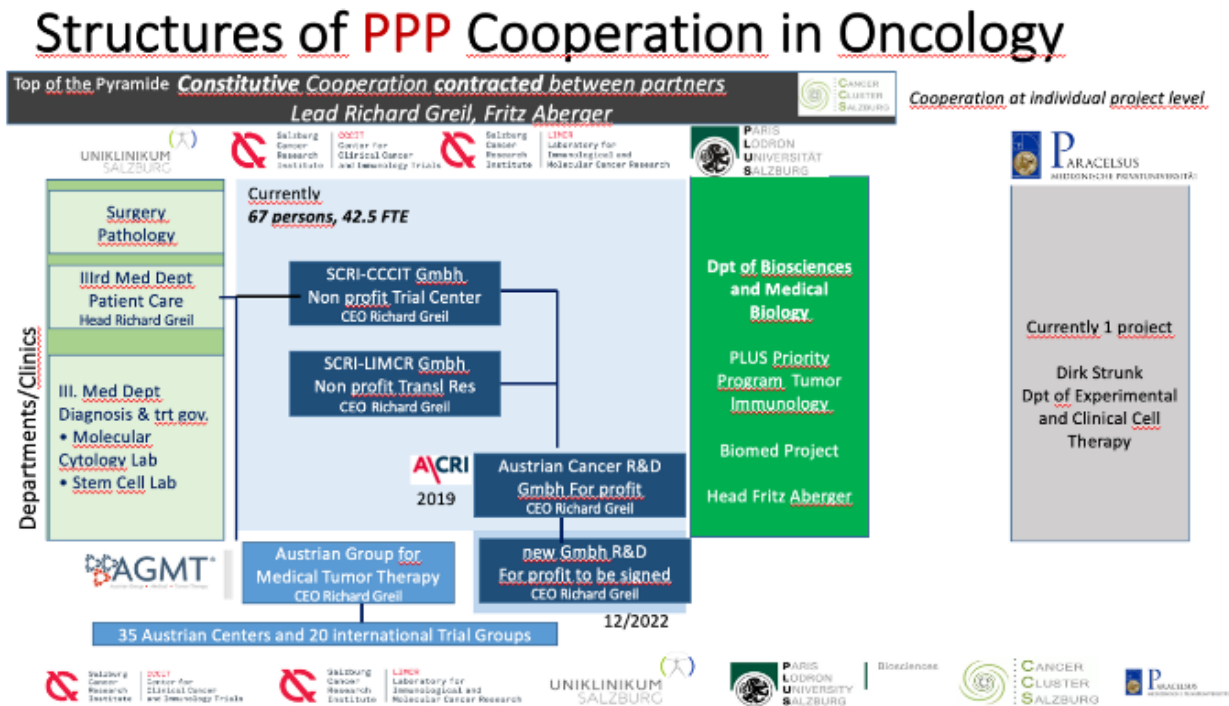 Structures of PPP Cooperation in Oncology
Top of the Pyramide Constitutive Cooperation contracted between partners
Lead Richard Greil, Fritz Aberger
CANCER
CLUSTER
SALZBURG
Cooperation at individual project level
UNIKLINIKUM
SALZBURG
Salzburg
Cancer
Research
Institute
CCCIT
Center for
Clinical Cancer
and Immunology Trials
Salzburg
Cancer
Research
Institute
LIMCR
Laboratory for
Immunological and
Molecular Cancer Research
PARIS
LODRON
UNIVERSITÄT
SALZBURG
PARACELSUS
MEDIZINISCHE PRIVATUNIVERSITÄT
Departments/Clinics
Surgery
Pathology
IIIrd Med Dept
Patient Care
Head Richard Greil
III. Med Dept
Diagnosis & trt gov.
• Molecular
Cytology Lab
• Stem Cell Lab
Currently
67 persons, 42.5 FTE
SCRI-CCCIT Gmbh
Non profit Trial Center
CEO Richard Greil
SCRI-LIMCR Gmbh
Non profit Transl Res
CEO Richard Greil
ACRI
2019
Austrian Cancer R&D
Gmbh For profit
CEO Richard Greil
new Gmbh R&D
For profit to be signed
CEO Richard Greil
12/2022
Dpt of Biosciences
and Medical
Biology
PLUS Priority
Program Tumor
Immunology
Biomed Project
Head Fritz Aberger
Currently 1 project
Dirk Strunk
Dpt of Experimental
and Clinical Cell
Therapy
AGMT
Austrian Group for
Medical Tumor Therapy
CEO Richard Greil
35 Austrian Centers and 20 international Trial Groups
Salzburg
Cancer
Research
Institute
CCCIT
Center for
Clinical Cancer
and Immunology Trials
Salzburg
Cancer
Research
Institute
LIMCR
Laboratory for
Immunological and
Molecular Cancer Research
UNIKLINIKUM
SALZBURG
PARIS
LODRON
UNIVERSITY
SALZBURG
Biosciences
CANCER
CLUSTER
SALZBURG
PARACELSUS